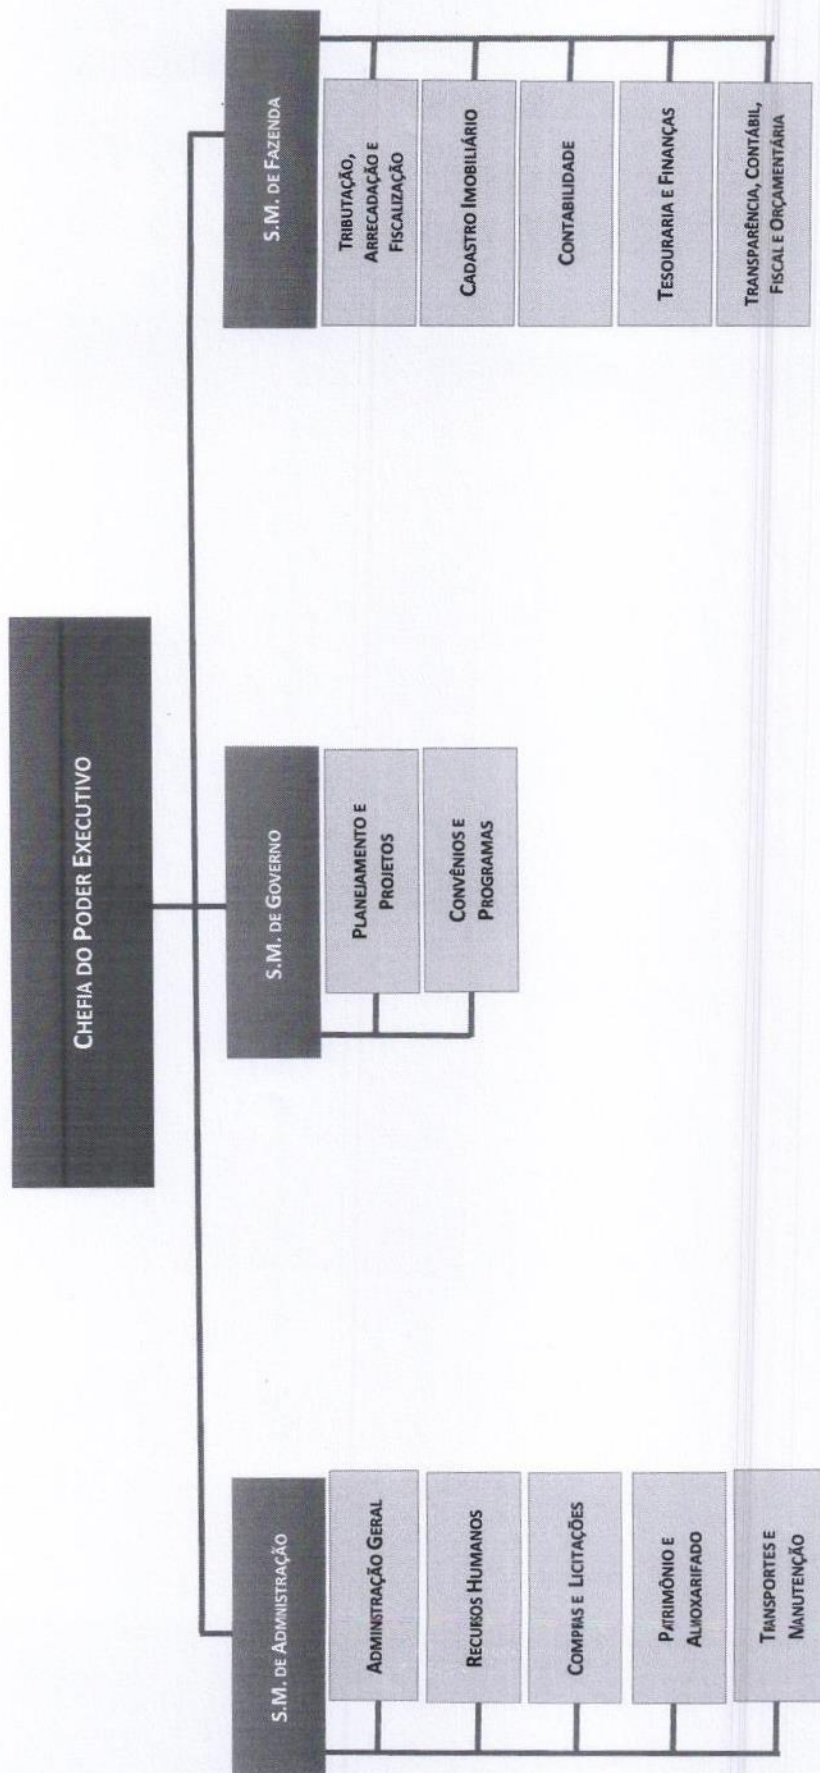 CHEFIA DO PODER EXECUTIVO
S.M. DE ADMINISTRAÇÃO
ADMINISTRAÇÃO GERAL
RECURSOS HUMANOS
COMPRAS E LICITAÇÕES
PATRIMÔNIO E
ALMOXARIFADO
TRANSPORTES E
MANUTENÇÃO
S.M. DE GOVERNO
PLANEJAMENTO E
PROJETOS
CONVÊNIOS E
PROGRAMAS
S.M. DE FAZENDA
TRIBUTAÇÃO,
ARRECADAÇÃO E
FISCALIZAÇÃO
CADASTRO IMOBILIÁRIO
CONTABILIDADE
TESOURARIA E FINANÇAS
TRANSPARÊNCIA, CONTÁBIL,
FISCAL E ORÇAMENTÁRIA